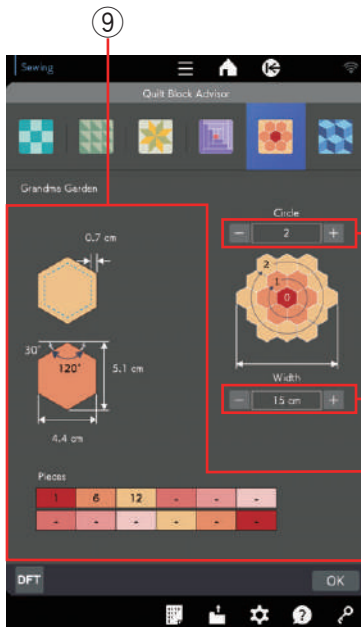 ⑨
Sewing
Quilt Block Advisor
Grandma Garden
Circle
− 2 +
0.7 cm
2
1
0
30°
120°
5.1 cm
4.4 cm
Width
− 15 cm +
Pieces
1 6 12 - - -
- - - - - -
DFT
OK
?